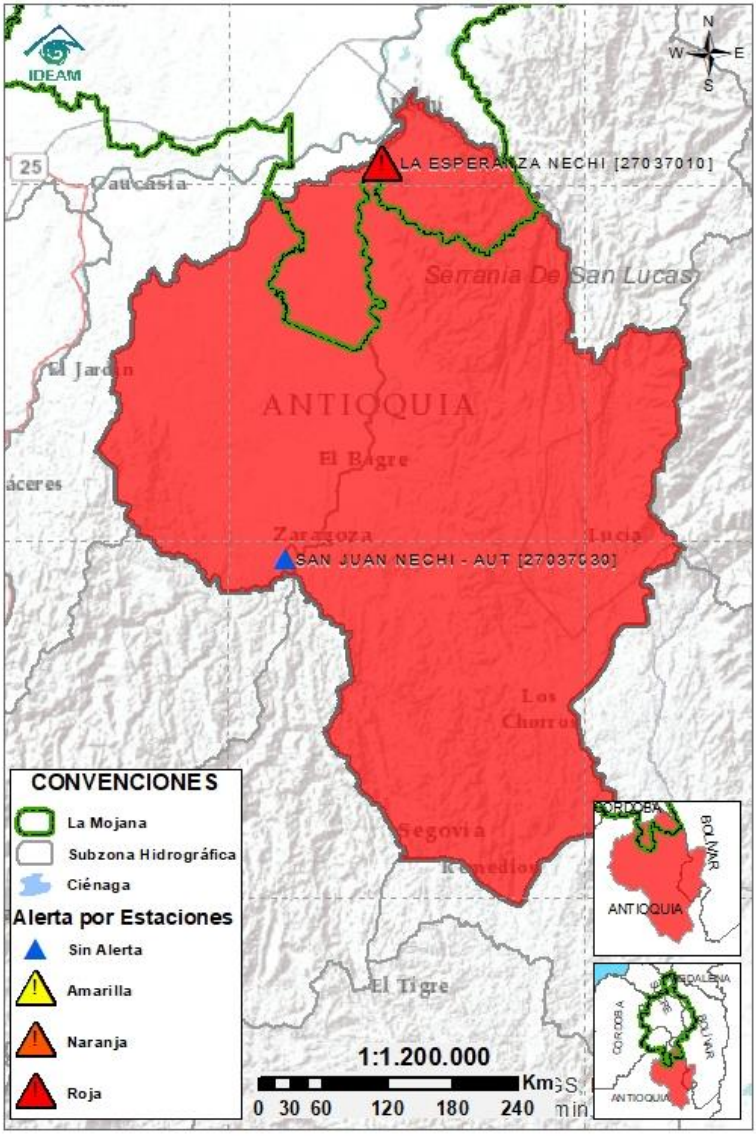 IDEAM
N
W E
S
25
LA ESPERANZA NECHI [27037010]
Caucasia
Serrania De San Lucas
El Jardin
ANTIOQUIA
El Bagre
aceres
Zaragoza
Lucia
SAN JUAN NECHI - AUT [27037030]
Los
Chorros
Segovia
Remedios
El Tigre
CONVENCIONES
La Mojana
Subzona Hidrográfica
Ciénaga
Alerta por Estaciones
Sin Alerta
Amarilla
Naranja
Roja
1:1.200.000
Km
0 30 60 120 180 240
CORDOBA
BOLIVAR
ANTIOQUIA
CORDOBA
BOLIVAR
ANTIOQUIA